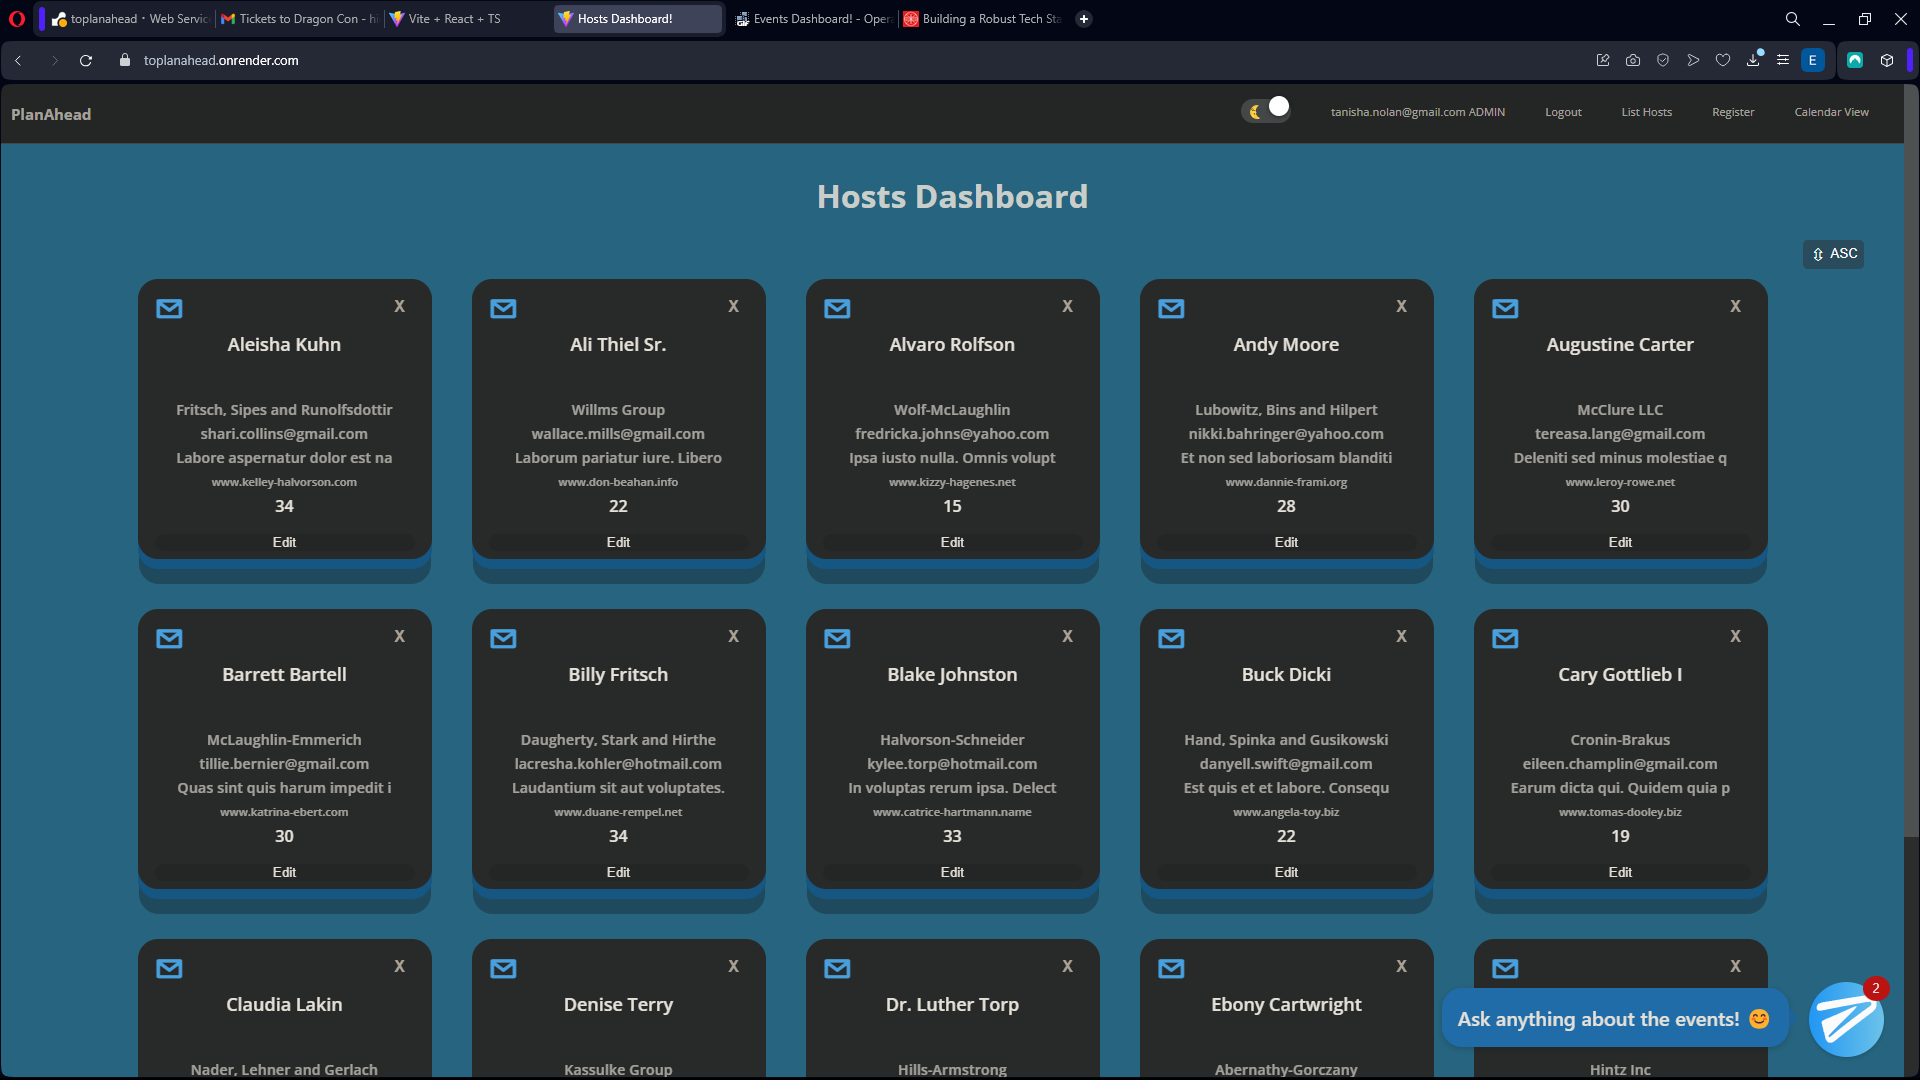 toplanahead · Web Servic
Tickets to Dragon Con - hi
Vite + React + TS
Hosts Dashboard!
Events Dashboard! - Oper
Building a Robust Tech Sta
toplanahead.onrender.com
E
PlanAhead
tanisha.nolan@gmail.com ADMIN
Logout
List Hosts
Register
Calendar View
Hosts Dashboard
⇧ ASC
X
Aleisha Kuhn
Fritsch, Sipes and Runolfsdottir
shari.collins@gmail.com
Labore aspernatur dolor est na
www.kelley-halvorson.com
34
Edit
X
Ali Thiel Sr.
Willms Group
wallace.mills@gmail.com
Laborum pariatur iure. Libero
www.don-beahan.info
22
Edit
X
Alvaro Rolfson
Wolf-McLaughlin
fredricka.johns@yahoo.com
Ipsa iusto nulla. Omnis volupt
www.kizzy-hagenes.net
15
Edit
X
Andy Moore
Lubowitz, Bins and Hilpert
nikki.bahringer@yahoo.com
Et non sed laboriosam blanditi
www.dannie-frami.org
28
Edit
X
Augustine Carter
McClure LLC
tereasa.lang@gmail.com
Deleniti sed minus molestiae q
www.leroy-rowe.net
30
Edit
X
Barrett Bartell
McLaughlin-Emmerich
tillie.bernier@gmail.com
Quas sint quis harum impedit i
www.katrina-ebert.com
30
Edit
X
Billy Fritsch
Daugherty, Stark and Hirthe
lacresha.kohler@hotmail.com
Laudantium sit aut voluptates.
www.duane-rempel.net
34
Edit
X
Blake Johnston
Halvorson-Schneider
kylee.torp@hotmail.com
In voluptas rerum ipsa. Delect
www.catrice-hartmann.name
33
Edit
X
Buck Dicki
Hand, Spinka and Gusikowski
danyell.swift@gmail.com
Est quis et et labore. Consequ
www.angela-toy.biz
22
Edit
X
Cary Gottlieb I
Cronin-Brakus
eileen.champlin@gmail.com
Earum dicta qui. Quidem quia p
www.tomas-dooley.biz
19
Edit
X
Claudia Lakin
Nader, Lehner and Gerlach
X
Denise Terry
Kassulke Group
X
Dr. Luther Torp
Hills-Armstrong
X
Ebony Cartwright
Abernathy-Gorczany
X
Hintz Inc
Ask anything about the events! 😊
2